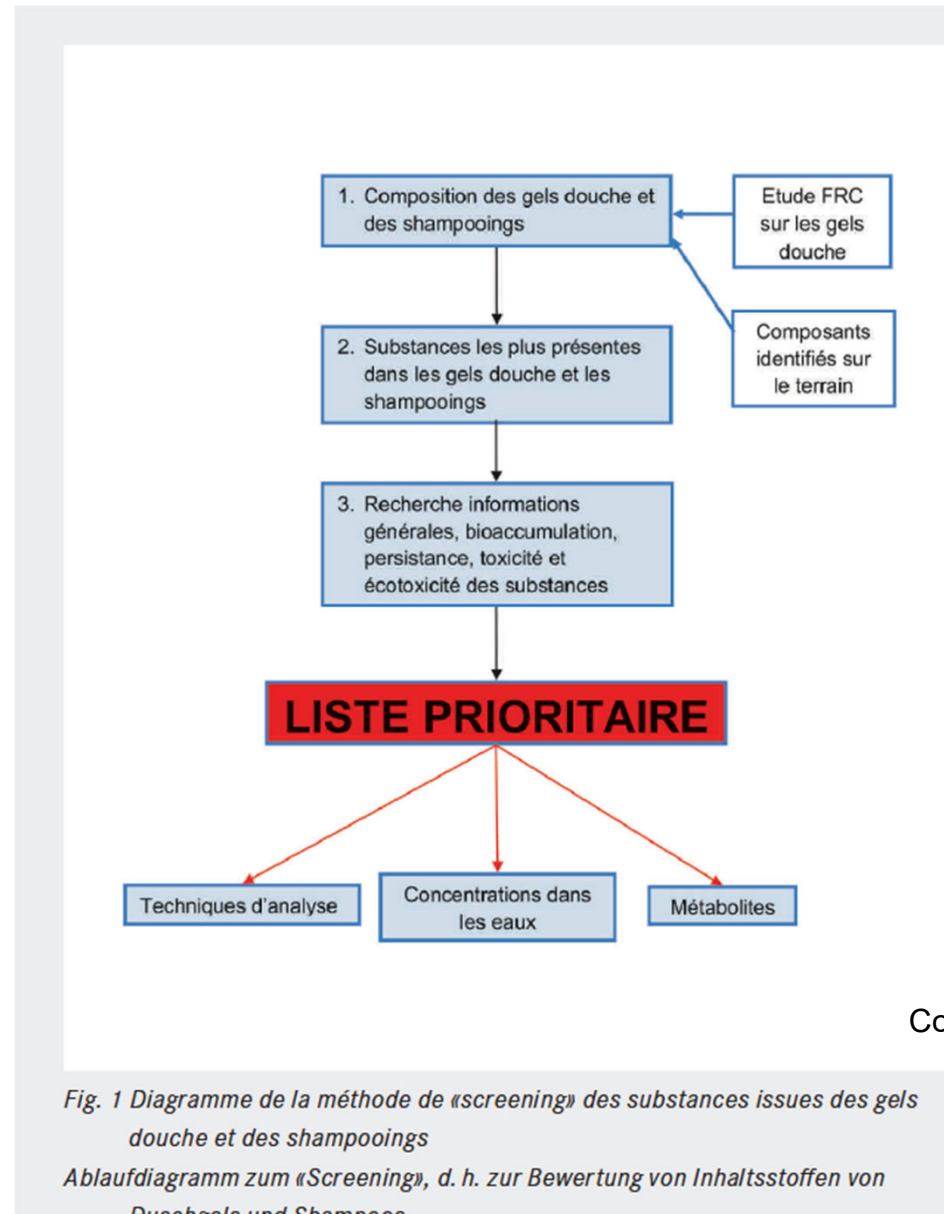 1. Composition des gels douche et
des shampooings
Etude FRC
sur les gels
douche
Composants
identifiés sur
le terrain
2. Substances les plus présentes
dans les gels douche et les
shampooings
3. Recherche informations
générales, bioaccumulation,
persistance, toxicité et
écotoxicité des substances
LISTE PRIORITAIRE
Techniques d'analyse
Concentrations dans
les eaux
Métabolites
Co
Fig. 1 Diagramme de la méthode de «screening» des substances issues des gels
douche et des shampooings
Ablaufdiagramm zum «Screening», d. h. zur Bewertung von Inhaltsstoffen von
Duschgels und Shampoos